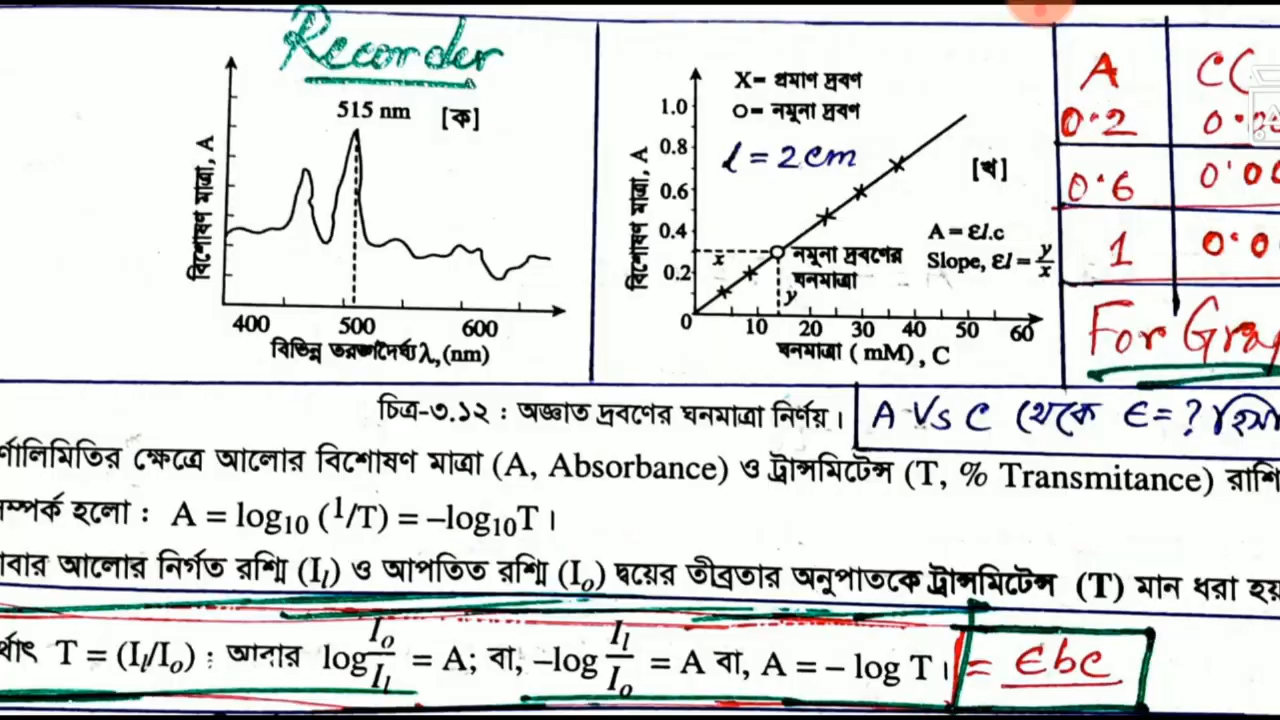 Recorder
515 nm [ক]
বিশোষণ মাত্রা, A
400 500 600
বিভিন্ন তরঙ্গদৈর্ঘ্য λ, (nm)
X= প্রমাণ দ্রবণ
O= নমুনা দ্রবণ
l = 2 cm
[খ]
বিশোষণ মাত্রা, A
1.0
0.8
0.6
0.4
0.2
0
A = εl.c
Slope, εl = y/x
নমুনা দ্রবণের
ঘনমাত্রা
x
y
10 20 30 40 50 60
ঘনমাত্রা ( mM) , C
A C(
0.2
0.6
1
For Grap
চিত্র-৩.১২ : অজ্ঞাত দ্রবণের ঘনমাত্রা নির্ণয়।
A Vs C থেকে ϵ = ?
র্ণালিমিতির ক্ষেত্রে আলোর বিশোষণ মাত্রা (A, Absorbance) ও ট্রান্সমিটেন্স (T, % Transmitance) রাশি
ম্পর্ক হলো : A = log₁₀ (1/T) = –log₁₀T ।
াবার আলোর নির্গত রশ্মি (Iₗ) ও আপতিত রশ্মি (Iₒ) দ্বয়ের তীব্রতার অনুপাতকে ট্রান্সমিটেন্স (T) মান ধরা হয়
র্থাৎ T = (Iₗ/Iₒ) ; আবার log Iₒ/Iₗ = A; বা, –log Iₗ/Iₒ = A বা, A = – log T । = ϵbc